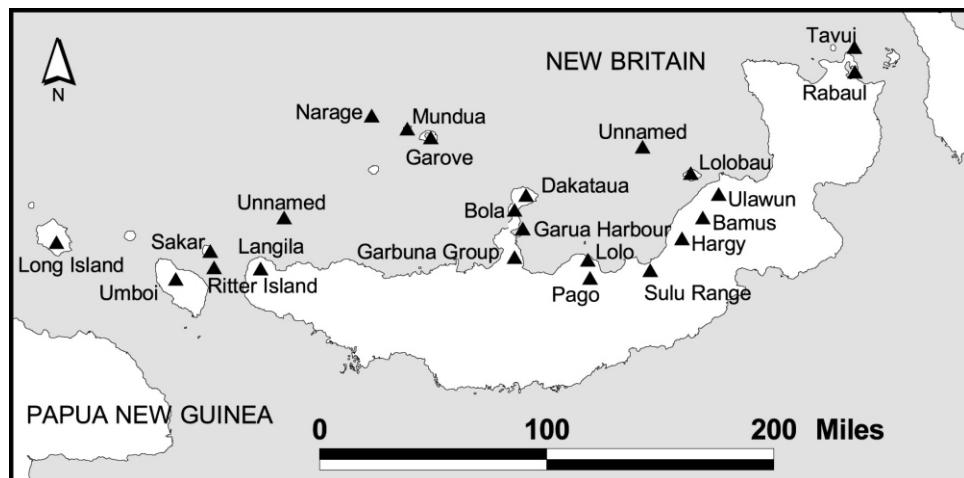 Tavui
NEW BRITAIN
Rabaul
N
Narage
Mundua
Garove
Unnamed
Lolobau
Dakataua
Ulawun
Unnamed
Bola
Bamus
Garua Harbour
Sakar
Langila
Garbuna Group
Lolo
Hargy
Long Island
Umboi
Ritter Island
Pago
Sulu Range
PAPUA NEW GUINEA
0 100 200 Miles